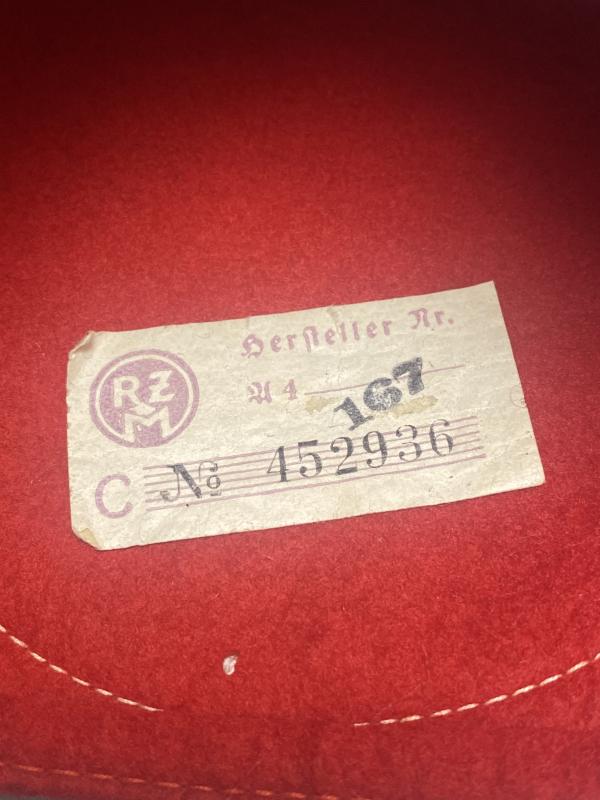 RZM
Hersteller Nr.
A 4 167
C No 452936